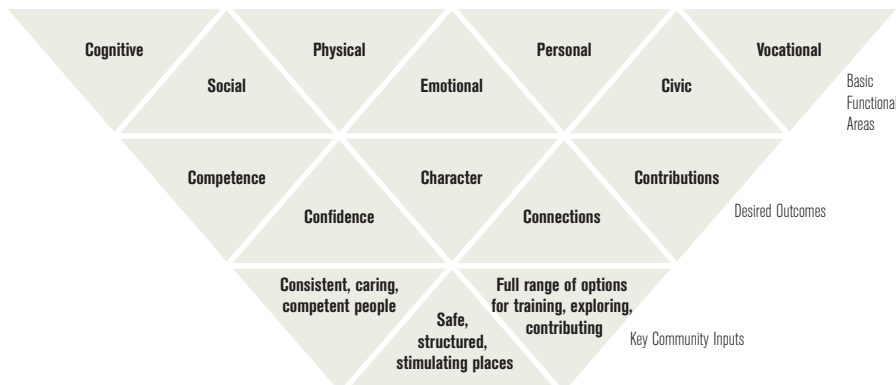 Cognitive
Physical
Personal
Vocational
Social
Emotional
Civic
Basic
Functional
Areas
Competence
Character
Contributions
Confidence
Connections
Desired Outcomes
Consistent, caring,
competent people
Full range of options
for training, exploring,
contributing
Safe,
structured,
stimulating places
Key Community Inputs